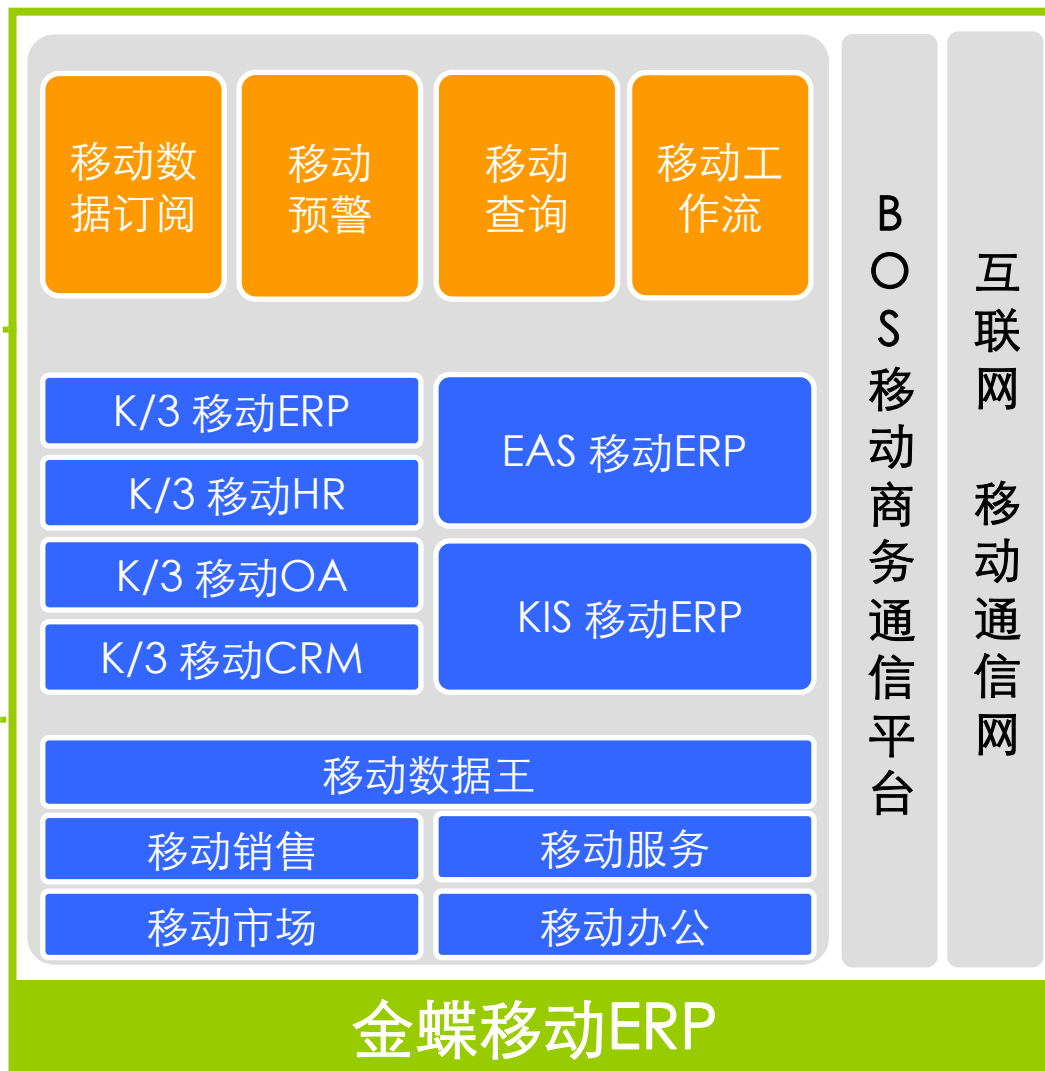 移动数
据订阅
移动
预警
移动
查询
移动工
作流
K/3 移动ERP
K/3 移动HR
K/3 移动OA
K/3 移动CRM
EAS 移动ERP
KIS 移动ERP
移动数据王
移动销售
移动服务
移动市场
移动办公
BOS移动商务通信平台
互联网 移动通信网
金蝶移动ERP